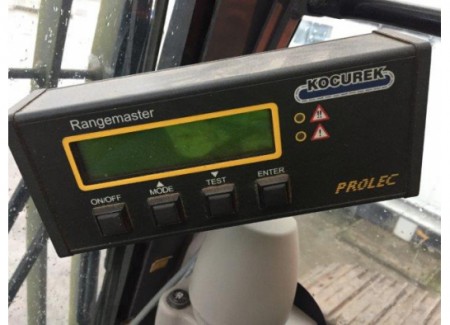 KOCUREK
Rangemaster
ON/OFF
MODE
TEST
ENTER
PROLEC